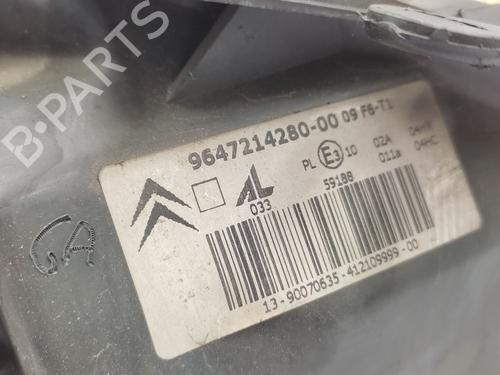 B-PARTS
9647214280-00 09 F6-T1
AL
033
PL E3 10 02A 04HR
59188 011a 04HC
13-90070635-412109999-00
GA